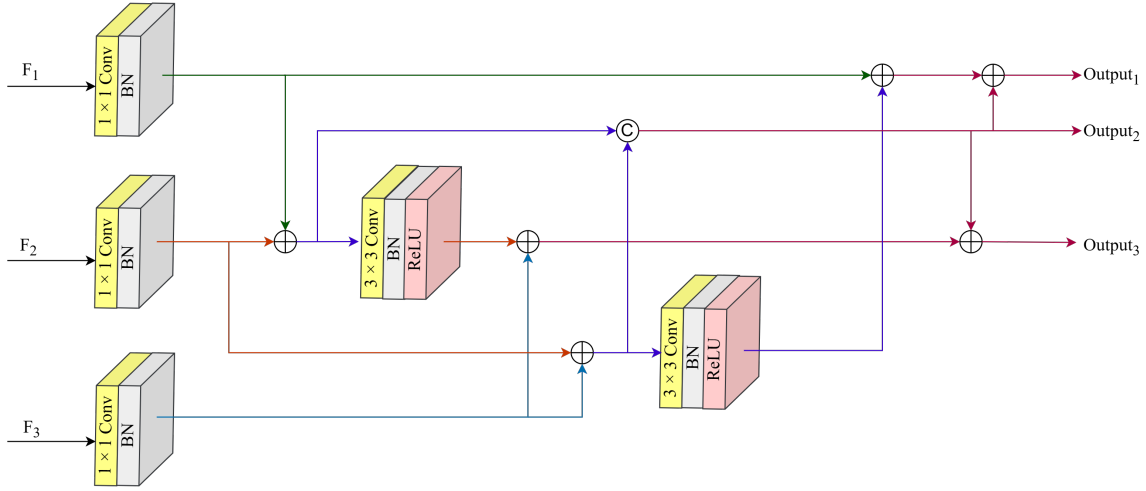 F₁
1 × 1 Conv
BN
Output₁
C
Output₂
F₂
1 × 1 Conv
BN
3 × 3 Conv
BN
ReLU
Output₃
3 × 3 Conv
BN
ReLU
F₃
1 × 1 Conv
BN